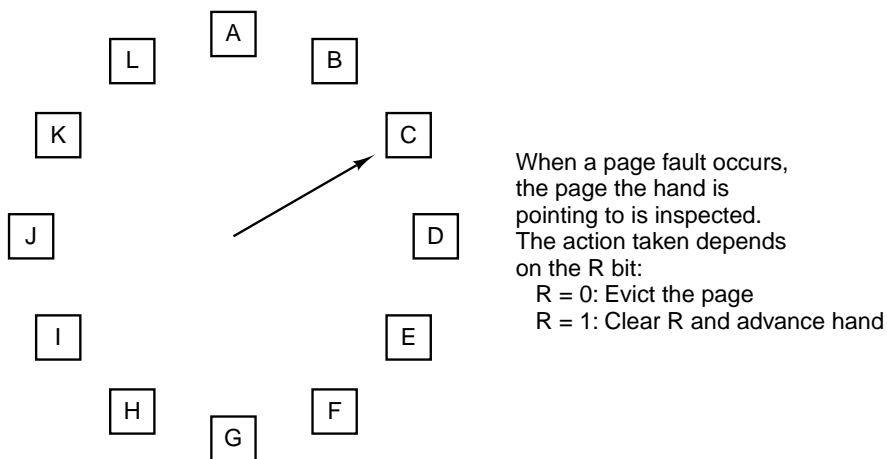 A
L
B
K
C
When a page fault occurs,
the page the hand is
pointing to is inspected.
The action taken depends
on the R bit:
R = 0: Evict the page
R = 1: Clear R and advance hand
J
D
I
E
H
F
G